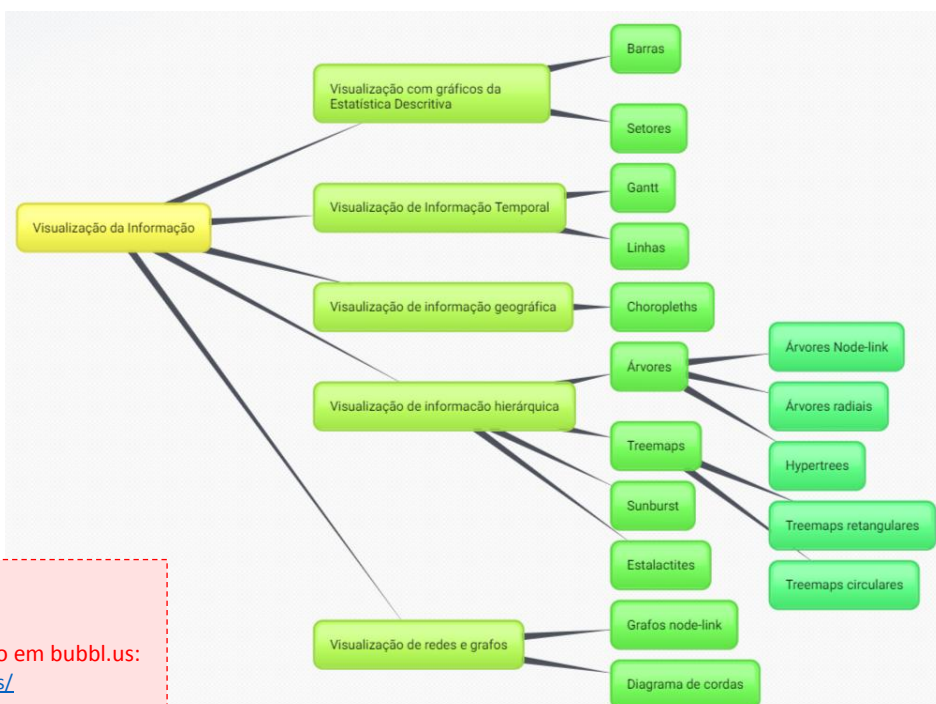 Visualização da Informação
Visualização com gráficos da
Estatística Descritiva
Barras
Setores
Visualização de Informação Temporal
Gantt
Linhas
Visaulização de informação geográfica
Choropleths
Visualização de informacão hierárquica
Árvores
Árvores Node-link
Árvores radiais
Hypertrees
Treemaps
Treemaps retangulares
Treemaps circulares
Sunburst
Estalactites
Visualização de redes e grafos
Grafos node-link
Diagrama de cordas
o em bubbl.us:
s/